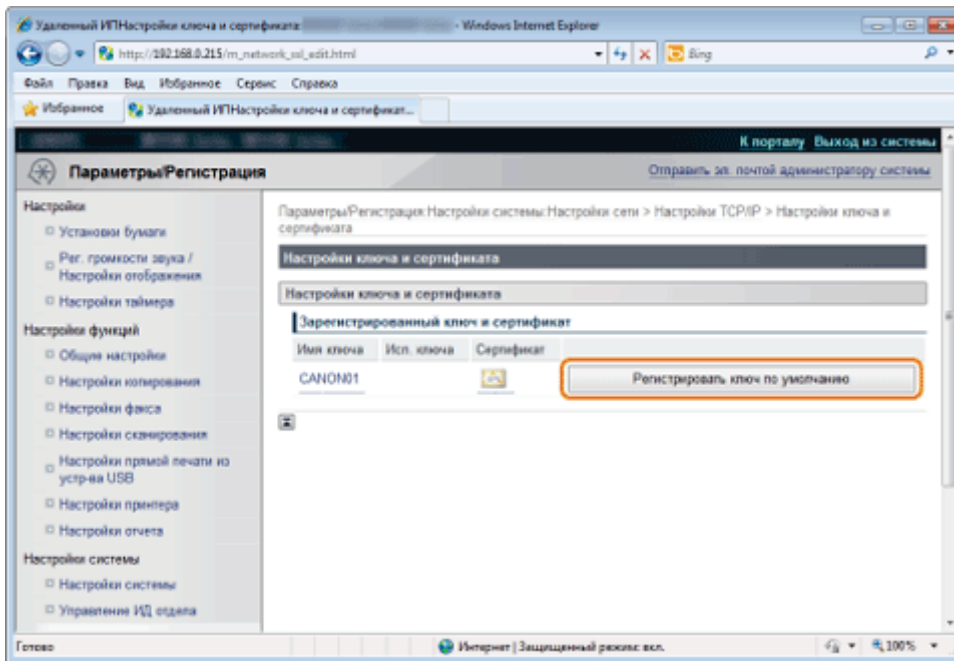 Удаленный ИПНастройки ключа и сертификата: - Windows Internet Explorer
http://192.168.0.215/m_network_ssl_edit.html
Bing
Файл Правка Вид Избранное Сервис Справка
Избранное
Удаленный ИПНастройки ключа и сертификат...
К порталу Выход из системы
Параметры/Регистрация
Отправить эл. почтой администратору системы
Настройки
Установки бумаги
Рег. громкости звука /
Настройки отображения
Настройки таймера
Настройки функций
Общие настройки
Настройки копирования
Настройки факса
Настройки сканирования
Настройки прямой печати из
устр-ва USB
Настройки принтера
Настройки отчета
Настройки системы
Настройки системы
Управление ИД отдела
Параметры/Регистрация:Настройки системы:Настройки сети > Настройки TCP/IP > Настройки ключа и
сертификата
Настройки ключа и сертификата
Настройки ключа и сертификата
Зарегистрированный ключ и сертификат
Имя ключа Исп. ключа Сертификат
CANON01
Регистрировать ключ по умолчанию
Готово
Интернет | Защищенный режим: вкл.
100%